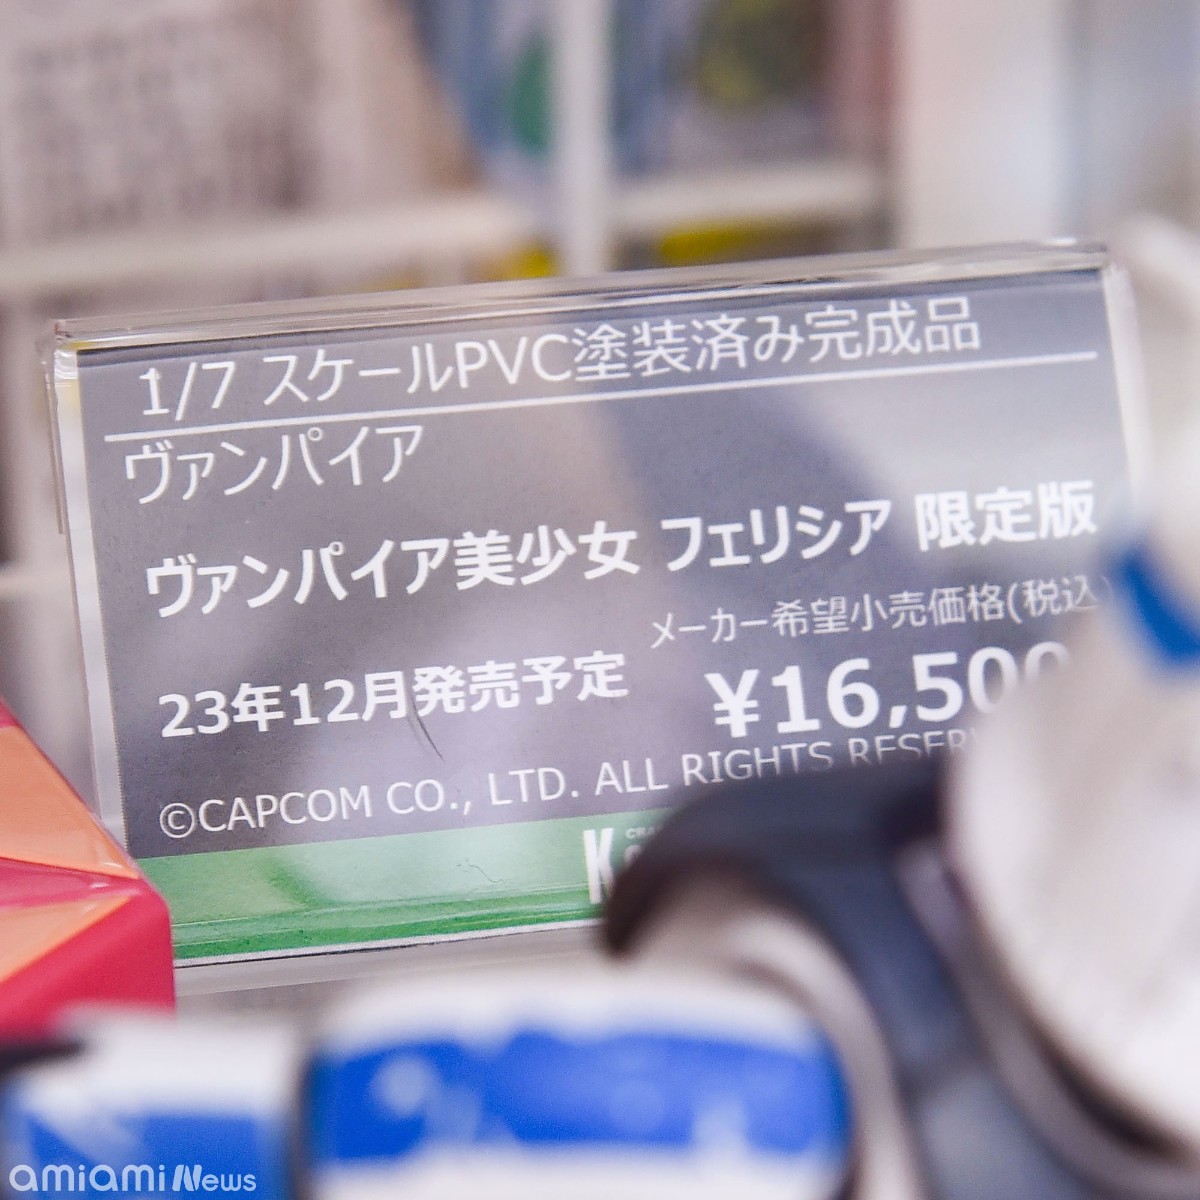 1/7 スケールPVC塗装済み完成品
ヴァンパイア
ヴァンパイア美少女 フェリシア 限定版
メーカー希望小売価格(税込)
23年12月発売予定
¥16,500
©CAPCOM CO., LTD. ALL RIGHTS
K
amiami News